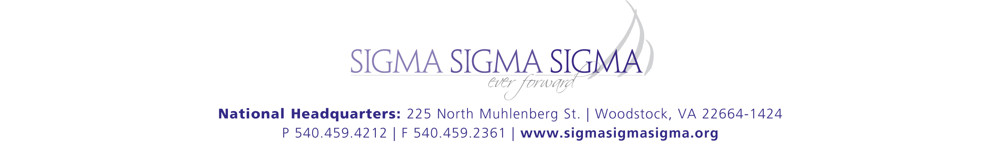 SIGMA SIGMA SIGMA
ever forward
National Headquarters: 225 North Muhlenberg St. | Woodstock, VA 22664-1424
P 540.459.4212 | F 540.459.2361 | www.sigmasigmasigma.org